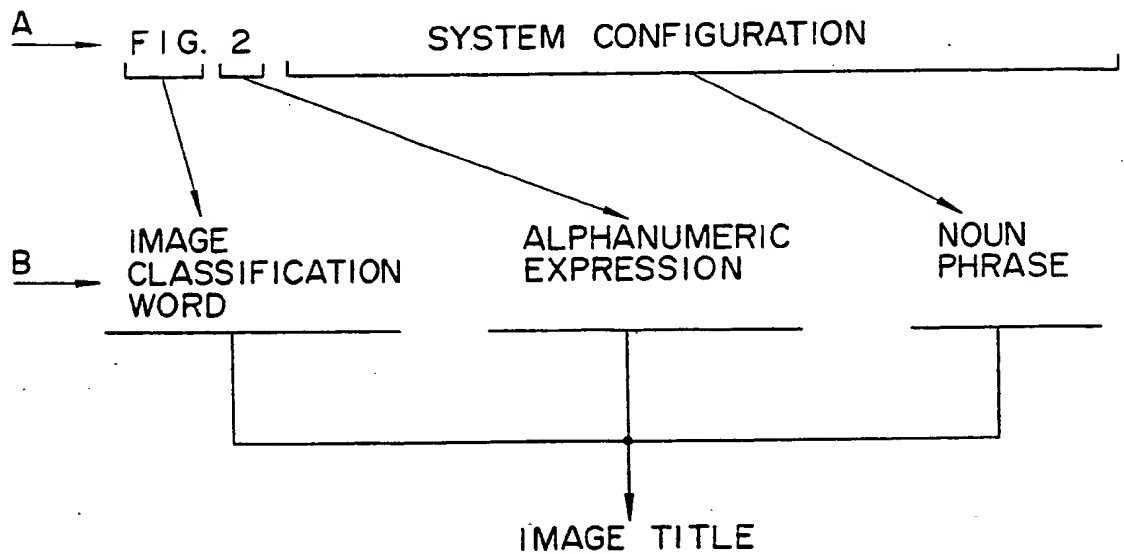 A
FIG. 2 SYSTEM CONFIGURATION
B
IMAGE
CLASSIFICATION
WORD
ALPHANUMERIC
EXPRESSION
NOUN
PHRASE
IMAGE TITLE